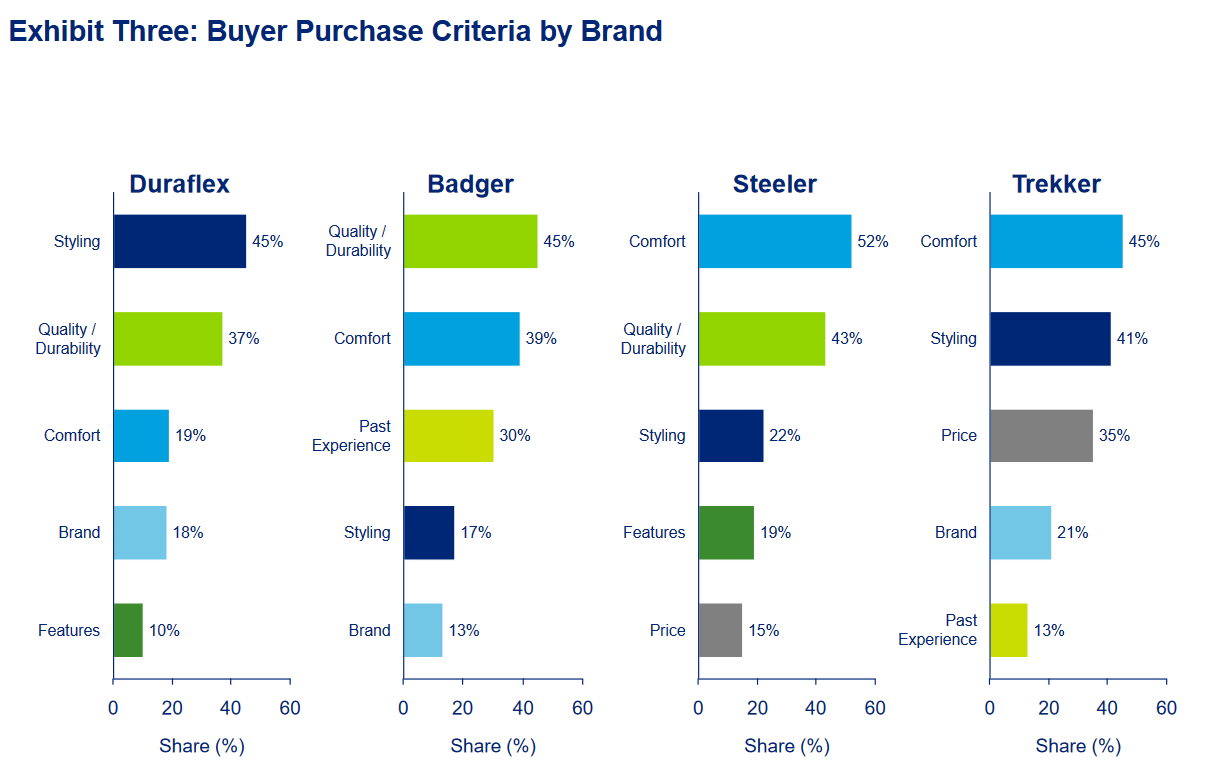 Exhibit Three: Buyer Purchase Criteria by Brand
Duraflex
Styling
45%
Quality /
Durability
37%
Comfort
19%
Brand
18%
Features
10%
0 20 40 60
Share (%)
Badger
Quality /
Durability
45%
Comfort
39%
Past
Experience
30%
Styling
17%
Brand
13%
0 20 40 60
Share (%)
Steeler
Comfort
52%
Quality /
Durability
43%
Styling
22%
Features
19%
Price
15%
0 20 40 60
Share (%)
Trekker
Comfort
45%
Styling
41%
Price
35%
Brand
21%
Past
Experience
13%
0 20 40 60
Share (%)